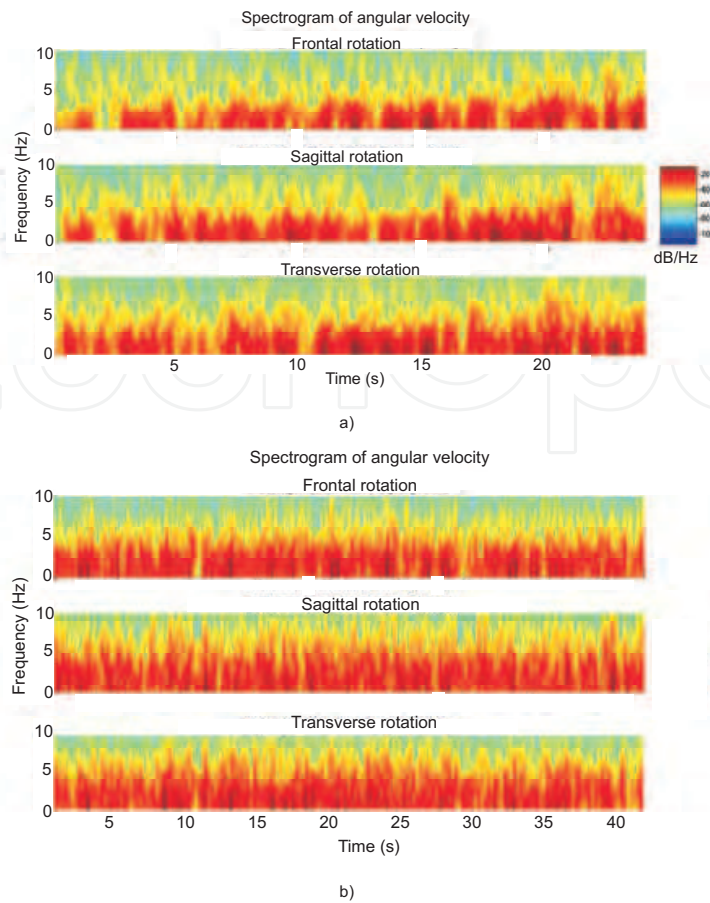 Spectrogram of angular velocity
Frontal rotation
10
5
0
Sagittal rotation
10
5
0
Frequency (Hz)
dB/Hz
Transverse rotation
10
5
0
5 10 15 20
Time (s)
a)
Spectrogram of angular velocity
Frontal rotation
10
5
0
Sagittal rotation
10
5
0
Frequency (Hz)
Transverse rotation
10
5
0
5 10 15 20 25 30 35 40
Time (s)
b)